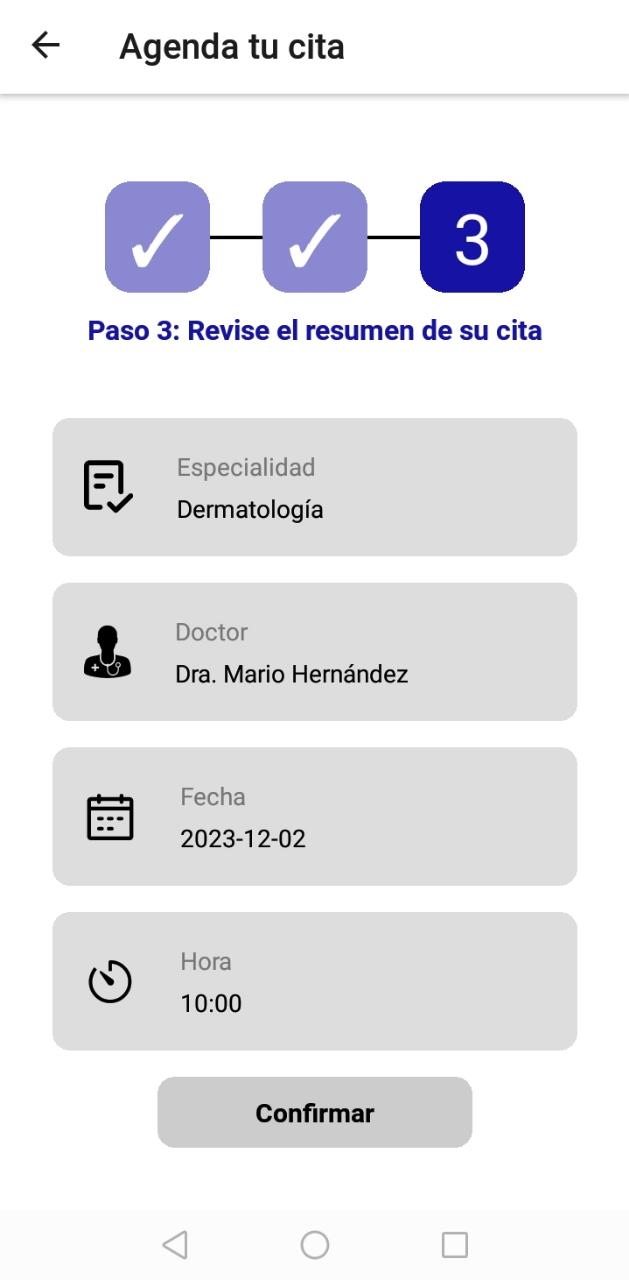 Agenda tu cita
✓ ✓ 3
Paso 3: Revise el resumen de su cita
Especialidad
Dermatología
Doctor
Dra. Mario Hernández
Fecha
2023-12-02
Hora
10:00
Confirmar